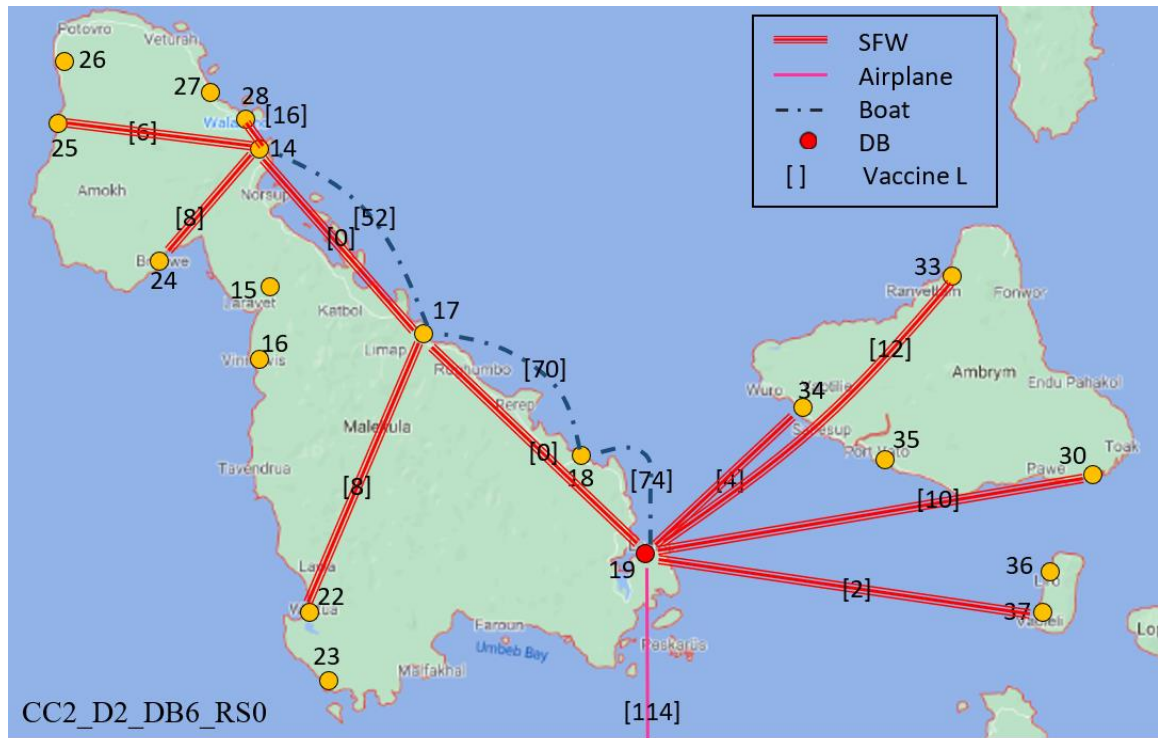 Potovro
Veturah
26
27
28
[16]
Wala
25
[6]
14
Amokh
Norsup
[8]
[52]
[0]
24
15
Katbol
17
Limap
16
[70]
Malekula
[0]
18
[74]
Tavendrua
[8]
19
22
23
Faroun
Umbeb Bay
Malfakhal
Paskarus
[114]
SFW
Airplane
Boat
DB
[ ] Vaccine L
33
Ranvetlam
Fonwor
[12]
Ambrym
Endu Pahakol
Wuro
34
35
30
Toak
Port Vato
Pawe
[4]
[10]
[2]
36
37
CC2_D2_DB6_RS0